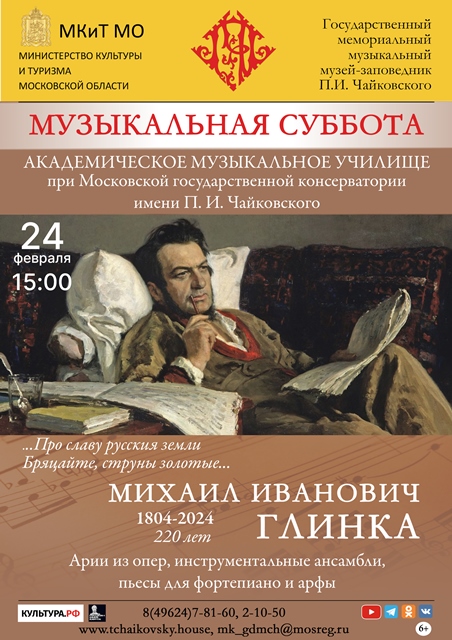 МКиТ МО
МИНИСТЕРСТВО КУЛЬТУРЫ
И ТУРИЗМА
МОСКОВСКОЙ ОБЛАСТИ
Государственный
мемориальный
музыкальный
музей-заповедник
П.И. Чайковского
МУЗЫКАЛЬНАЯ СУББОТА
АКАДЕМИЧЕСКОЕ МУЗЫКАЛЬНОЕ УЧИЛИЩЕ
при Московской государственной консерватории
имени П. И. Чайковского
24
февраля
15:00
...Про славу русския земли
Бряцайте, струны золотые...
МИХАИЛ ИВАНОВИЧ
1804-2024
ГЛИНКА
220 лет
Арии из опер, инструментальные ансамбли,
пьесы для фортепиано и арфы
КУЛЬТУРА.РФ
8(49624)7-81-60, 2-10-50
www.tchaikovsky.house, mk_gdmch@mosreg.ru
6+